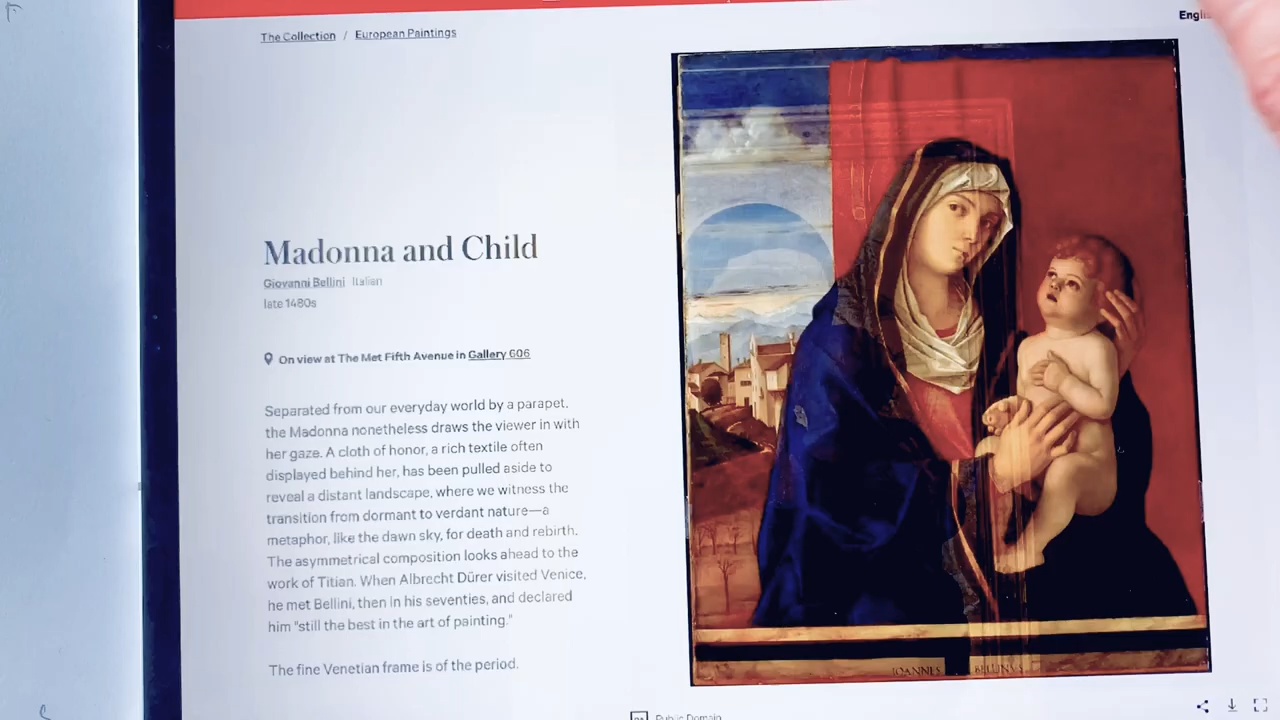 The Collection / European Paintings
Madonna and Child
Giovanni Bellini Italian
late 1480s
On view at The Met Fifth Avenue in Gallery 606
Separated from our everyday world by a parapet,
the Madonna nonetheless draws the viewer in with
her gaze. A cloth of honor, a rich textile often
displayed behind her, has been pulled aside to
reveal a distant landscape, where we witness the
transition from dormant to verdant nature—a
metaphor, like the dawn sky, for death and rebirth.
The asymmetrical composition looks ahead to the
work of Titian. When Albrecht Dürer visited Venice,
he met Bellini, then in his seventies, and declared
him "still the best in the art of painting."
The fine Venetian frame is of the period.
IOANNES BELLINVS
Public Domain